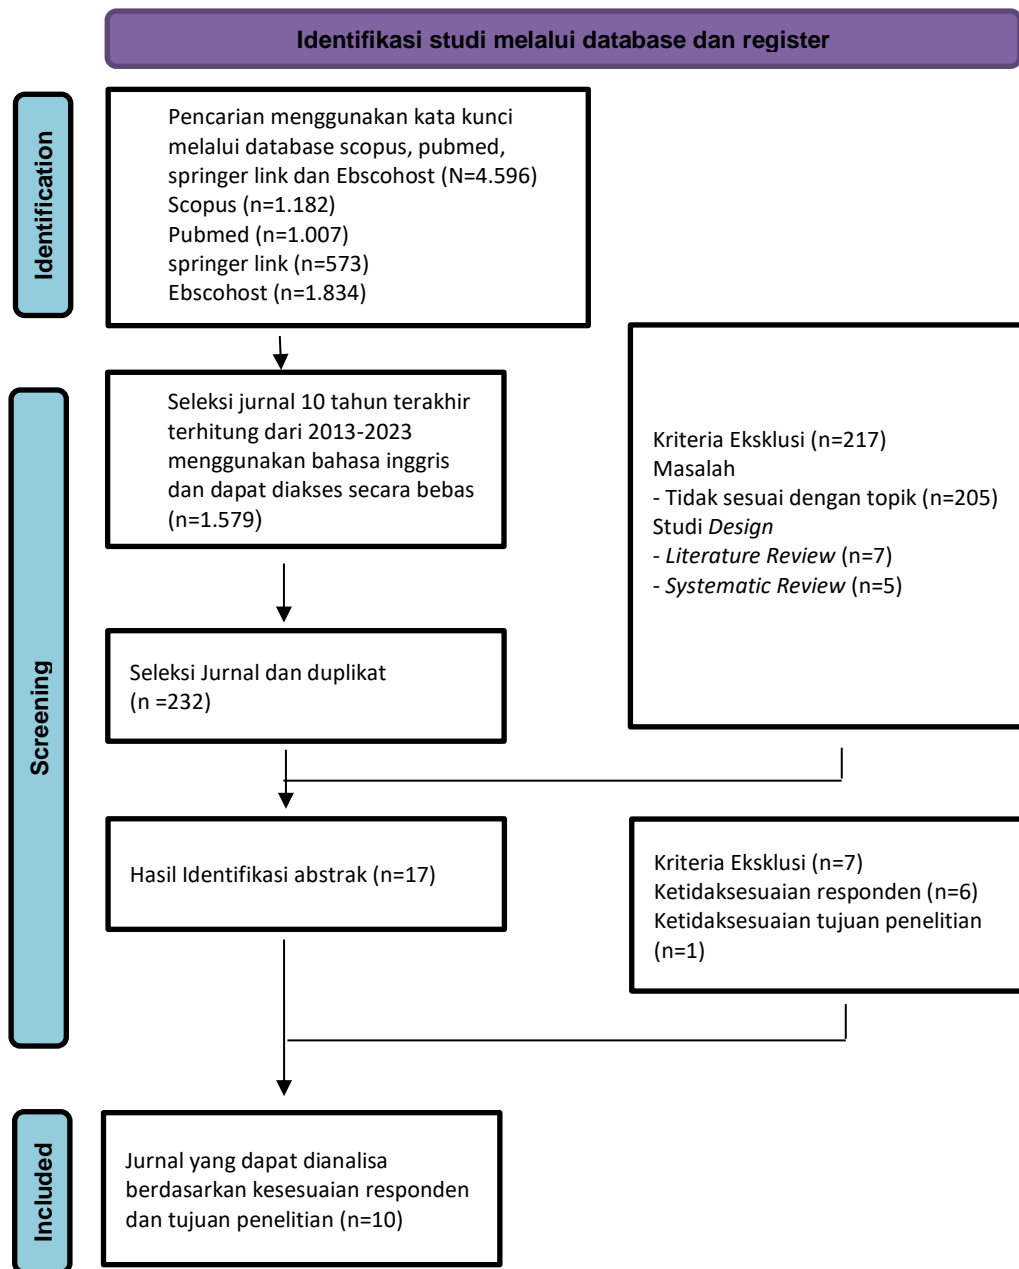 Identifikasi studi melalui database dan register
Identification
Pencarian menggunakan kata kunci
melalui database scopus, pubmed,
springer link dan Ebscohost (N=4.596)
Scopus (n=1.182)
Pubmed (n=1.007)
springer link (n=573)
Ebscohost (n=1.834)
Screening
Seleksi jurnal 10 tahun terakhir
terhitung dari 2013-2023
menggunakan bahasa inggris
dan dapat diakses secara bebas
(n=1.579)
Kriteria Eksklusi (n=217)
Masalah
- Tidak sesuai dengan topik (n=205)
Studi Design
- Literature Review (n=7)
- Systematic Review (n=5)
Seleksi Jurnal dan duplikat
(n =232)
Hasil Identifikasi abstrak (n=17)
Kriteria Eksklusi (n=7)
Ketidaksesuaian responden (n=6)
Ketidaksesuaian tujuan penelitian
(n=1)
Included
Jurnal yang dapat dianalisa
berdasarkan kesesuaian responden
dan tujuan penelitian (n=10)